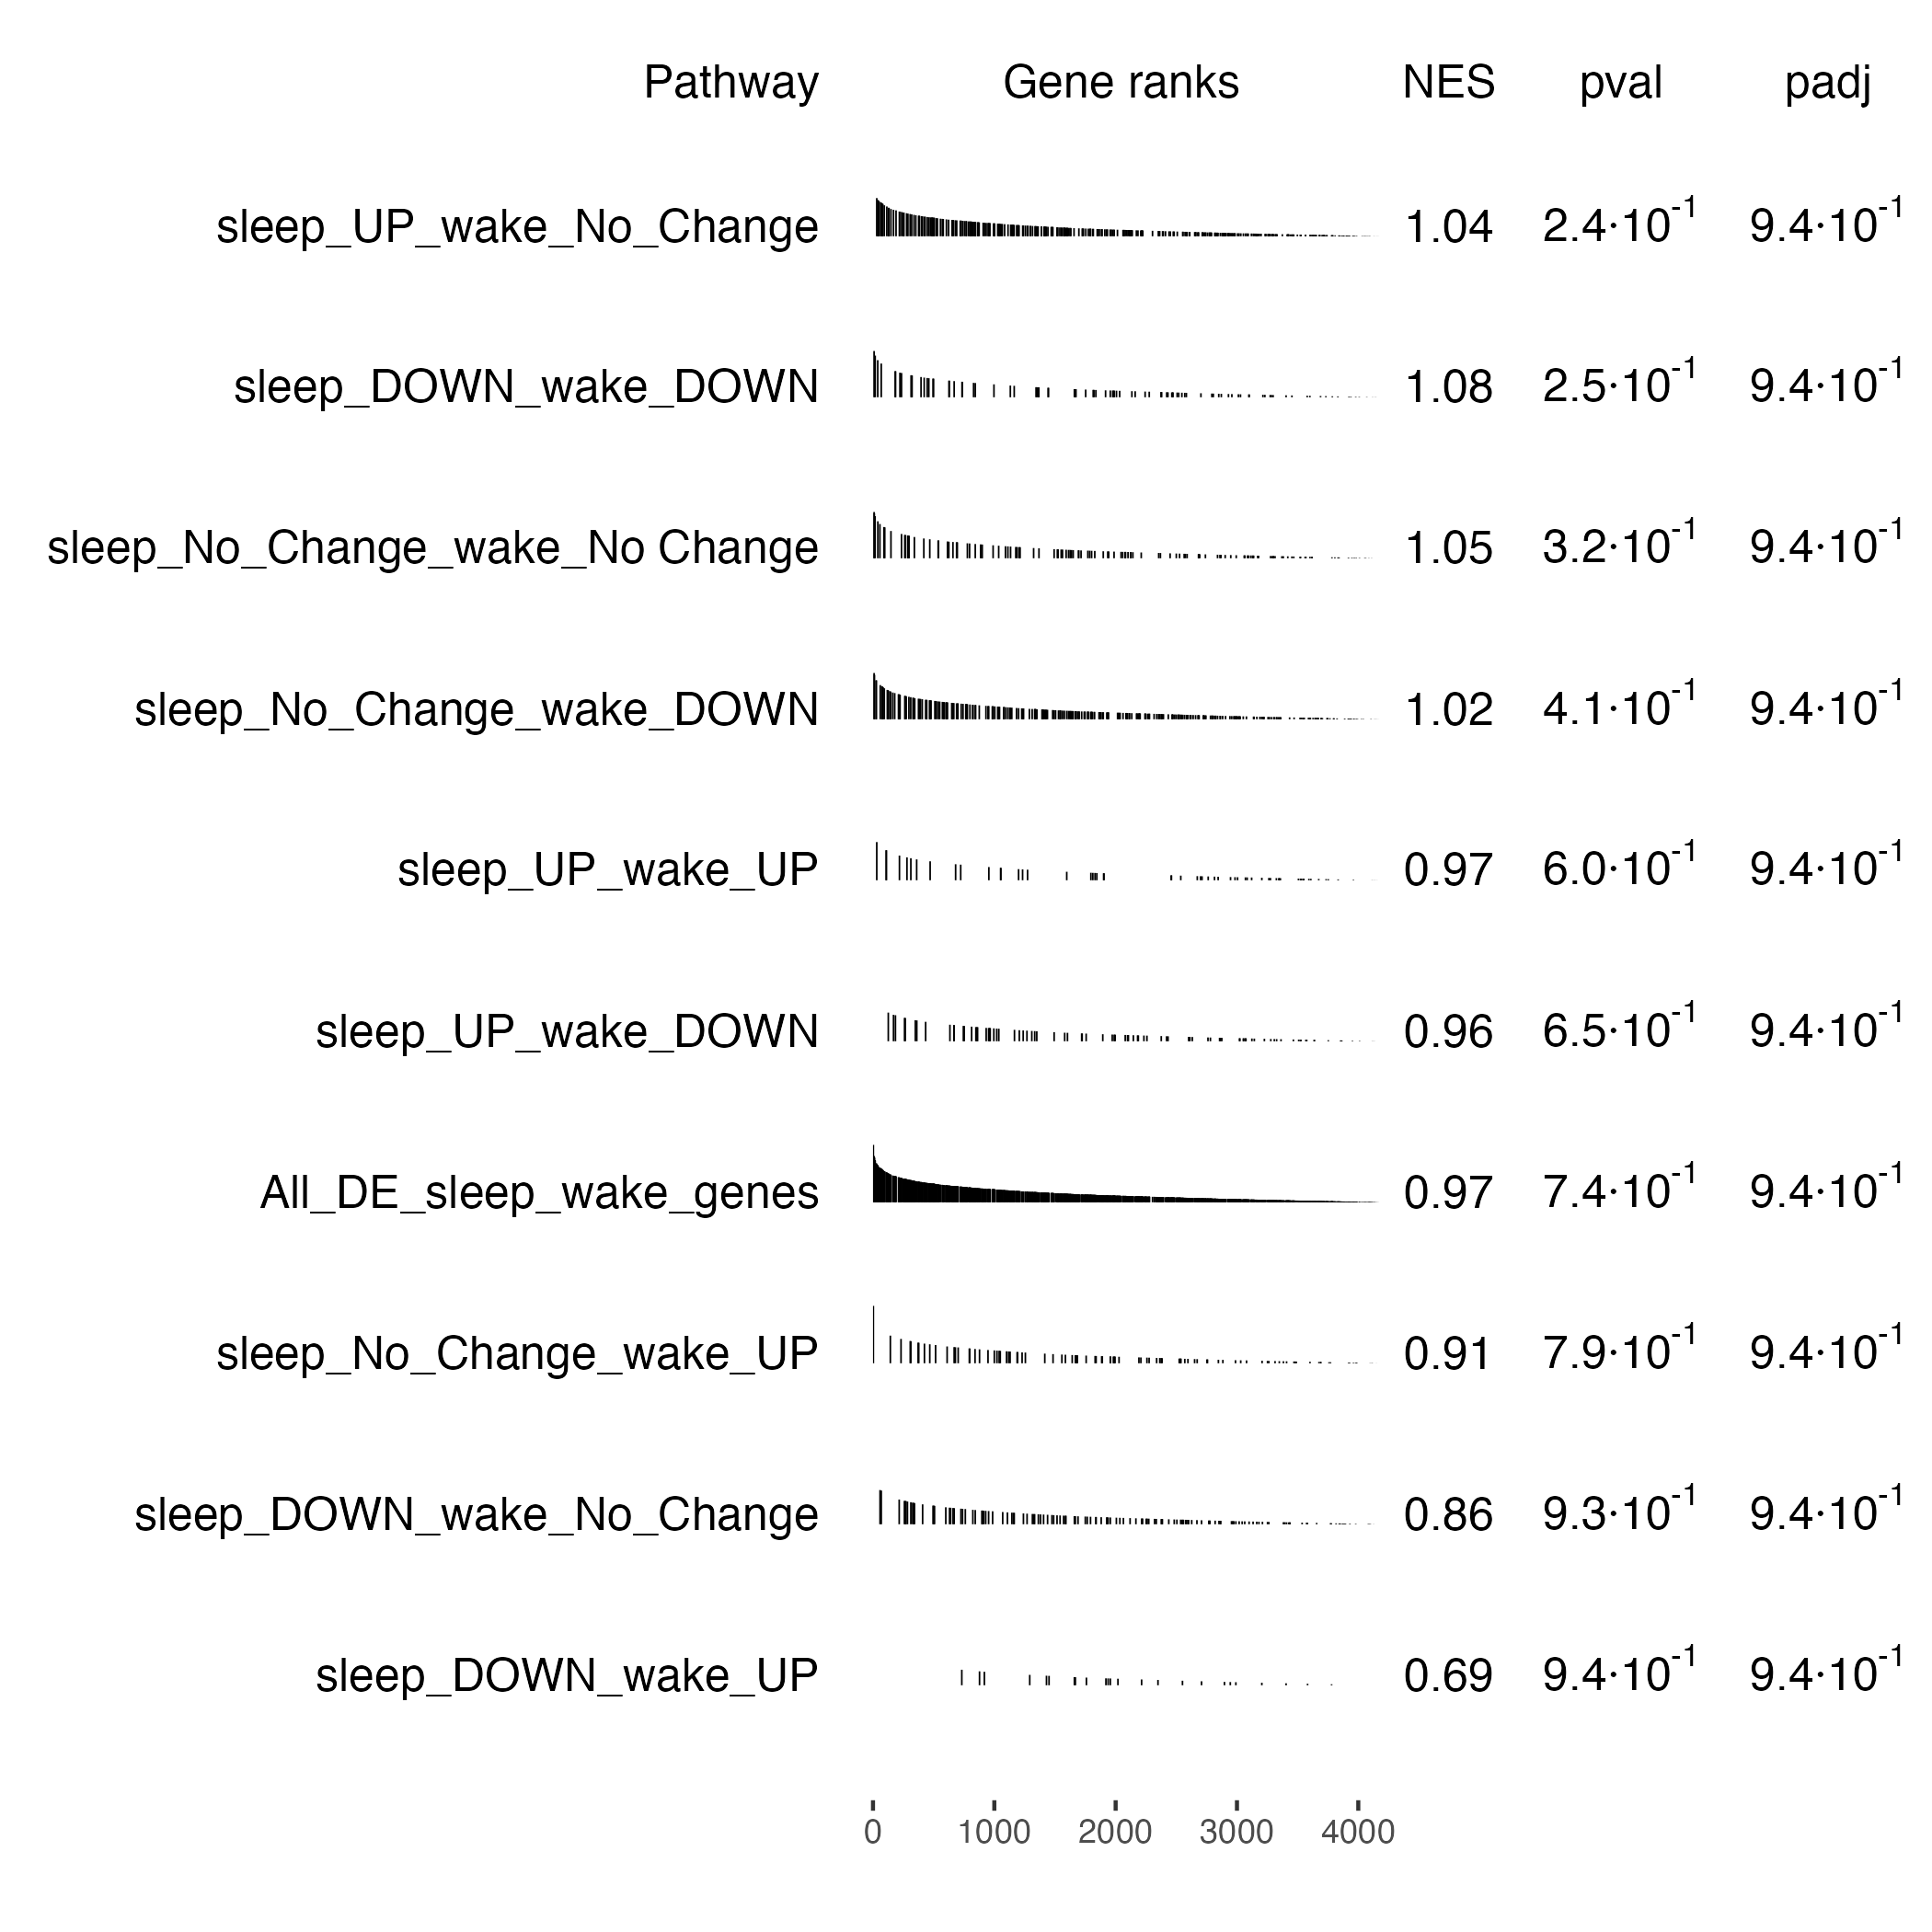 Pathway Gene ranks NES pval padj
sleep_UP_wake_No_Change 1.04 2.4·10⁻¹ 9.4·10⁻¹
sleep_DOWN_wake_DOWN 1.08 2.5·10⁻¹ 9.4·10⁻¹
sleep_No_Change_wake_No Change 1.05 3.2·10⁻¹ 9.4·10⁻¹
sleep_No_Change_wake_DOWN 1.02 4.1·10⁻¹ 9.4·10⁻¹
sleep_UP_wake_UP 0.97 6.0·10⁻¹ 9.4·10⁻¹
sleep_UP_wake_DOWN 0.96 6.5·10⁻¹ 9.4·10⁻¹
All_DE_sleep_wake_genes 0.97 7.4·10⁻¹ 9.4·10⁻¹
sleep_No_Change_wake_UP 0.91 7.9·10⁻¹ 9.4·10⁻¹
sleep_DOWN_wake_No_Change 0.86 9.3·10⁻¹ 9.4·10⁻¹
sleep_DOWN_wake_UP 0.69 9.4·10⁻¹ 9.4·10⁻¹
0 1000 2000 3000 4000